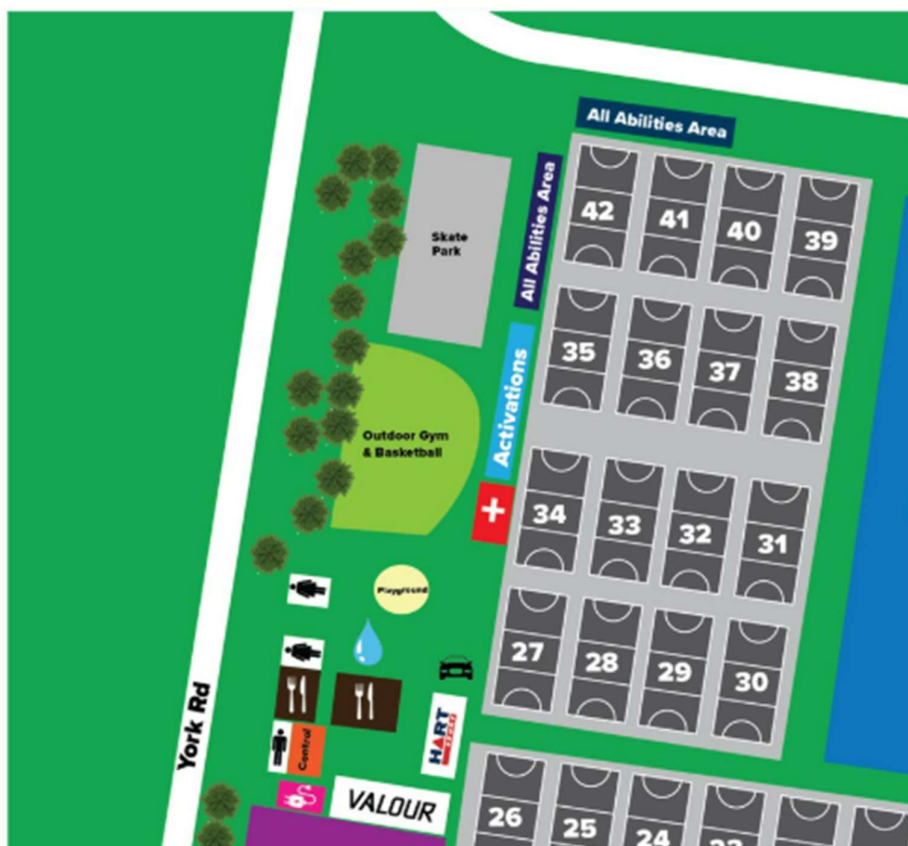 All Abilities Area
All Abilities Area
42
41
40
39
Skate
Park
35
36
37
38
Activations
Outdoor Gym
& Basketball
34
33
32
31
Playground
27
28
29
30
York Rd
Control
HART
SPORT
VALOUR
26
25
24